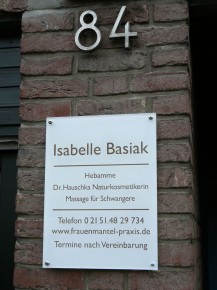 84
Isabelle Basiak
Hebamme
Dr. Hauschka Naturkosmetikerin
Massage für Schwangere
Telefon 0 21 51. 48 29 734
www.frauenmantel-praxis.de
Termine nach Vereinbarung